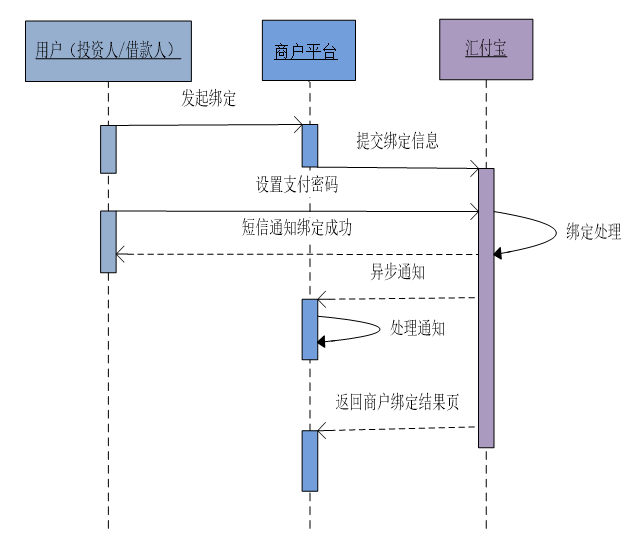 用户（投资人/借款人）
商户平台
汇付宝
发起绑定
提交绑定信息
设置支付密码
短信通知绑定成功
绑定处理
异步通知
处理通知
返回商户绑定结果页